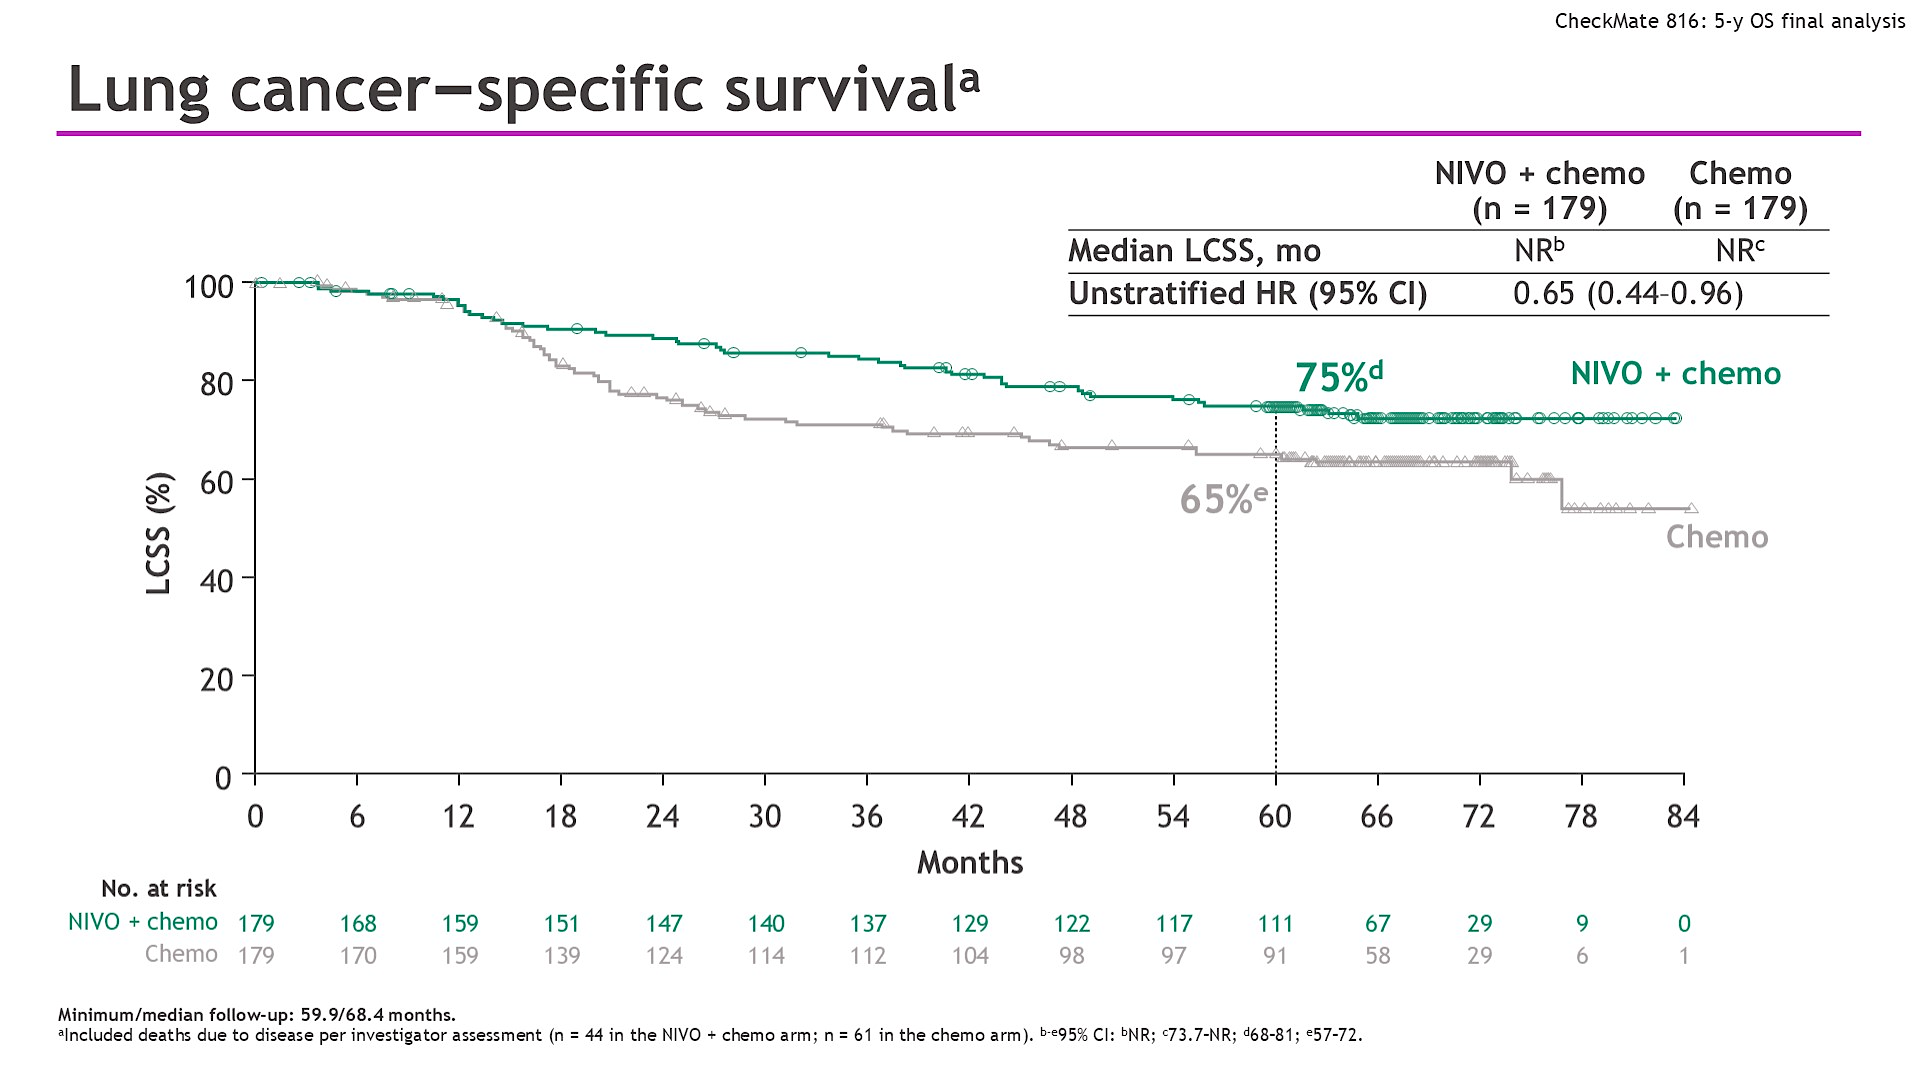 CheckMate 816: 5-y OS final analysis
Lung cancer–specific survivalᵃ
NIVO + chemo Chemo
(n = 179) (n = 179)
Median LCSS, mo NRᵇ NRᶜ
Unstratified HR (95% CI) 0.65 (0.44–0.96)
100
80
60
40
20
0
LCSS (%)
75%ᵈ
NIVO + chemo
65%ᵉ
Chemo
0 6 12 18 24 30 36 42 48 54 60 66 72 78 84
Months
No. at risk
NIVO + chemo 179 168 159 151 147 140 137 129 122 117 111 67 29 9 0
Chemo 179 170 159 139 124 114 112 104 98 97 91 58 29 6 1
Minimum/median follow-up: 59.9/68.4 months.
ᵃIncluded deaths due to disease per investigator assessment (n = 44 in the NIVO + chemo arm; n = 61 in the chemo arm). ᵇ⁻ᵉ95% CI: ᵇNR; ᶜ73.7–NR; ᵈ68–81; ᵉ57–72.